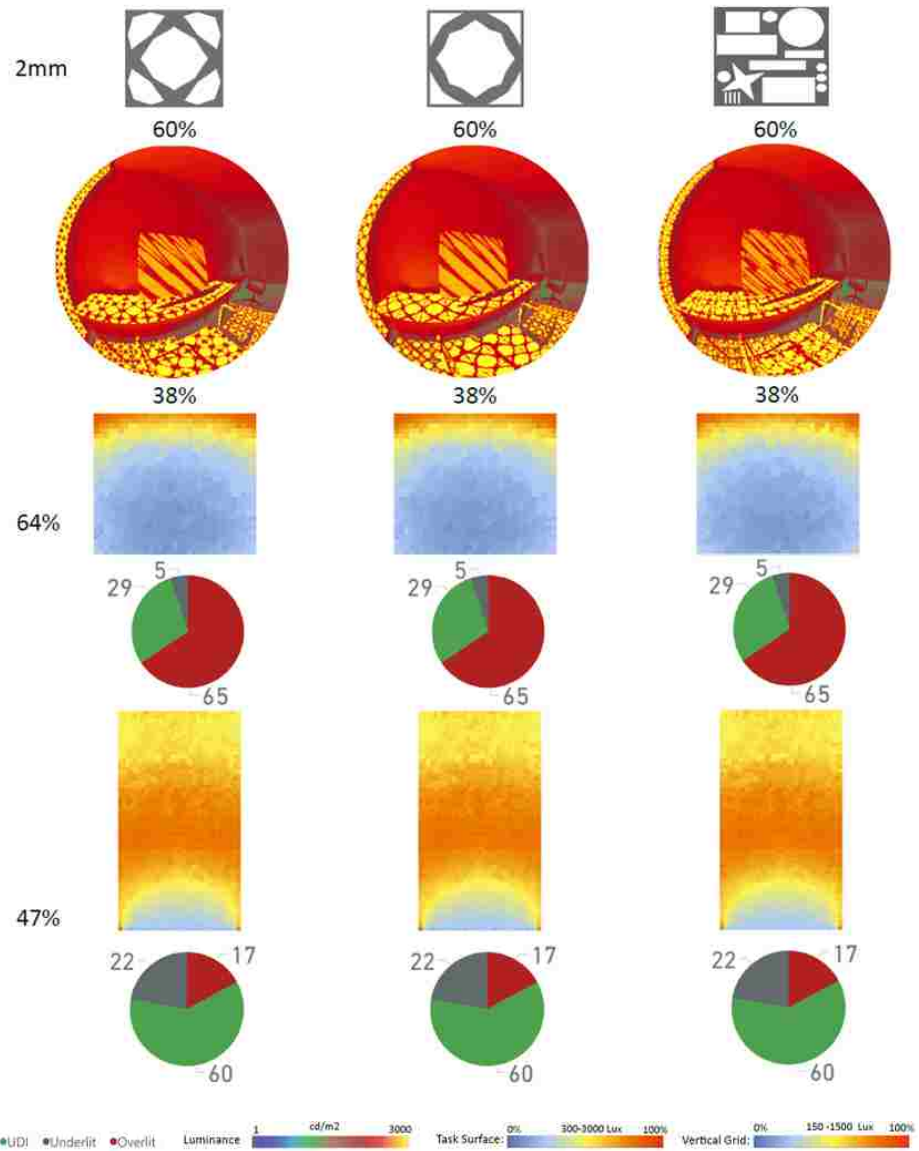 2mm
60% 60% 60%
38% 38% 38%
64%
5 5 5
29 29 29
65 65 65
47%
22 17 22 17 22 17
60 60 60
UDI Underlit Overlit Luminance: 1 cd/m2 3000 Task Surface: 0% 300-3000 Lux 100% Vertical Grid: 0% 150 -1500 Lux 100%